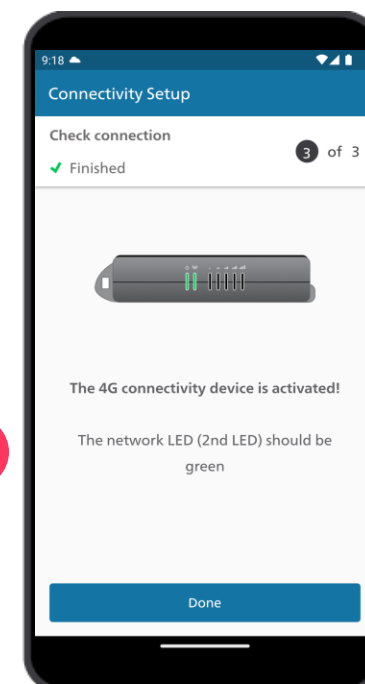 9:18
Connectivity Setup
Check connection
3 of 3
✔ Finished
The 4G connectivity device is activated!
The network LED (2nd LED) should be
green
Done